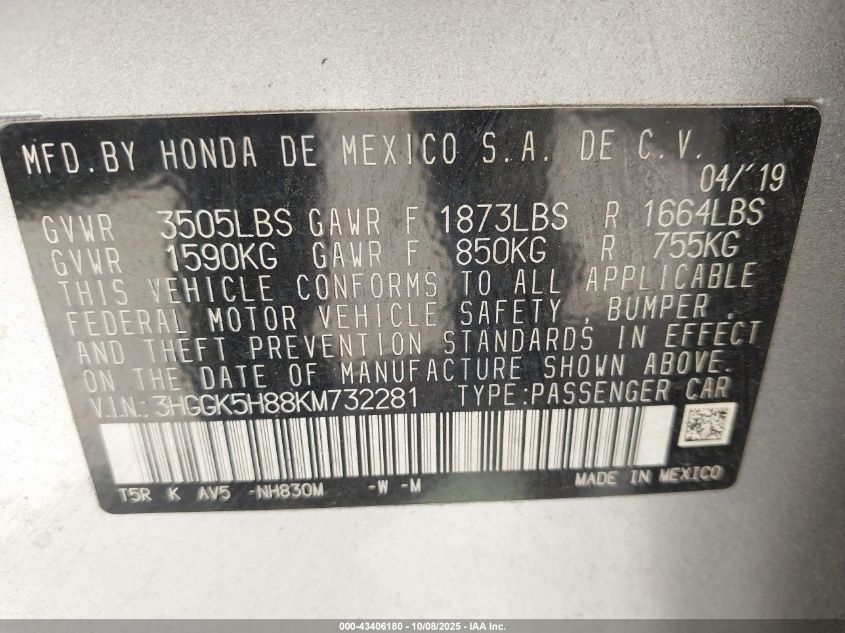 MFD.BY HONDA DE MEXICO S.A. DE C.V.
04/'19
GVWR 3505LBS GAWR F 1873LBS R 1664LBS
GVWR 1590KG GAWR F 850KG R 755KG
THIS VEHICLE CONFORMS TO ALL APPLICABLE
FEDERAL MOTOR VEHICLE SAFETY , BUMPER ,
AND THEFT PREVENTION STANDARDS IN EFFECT
ON THE DATE OF MANUFACTURE SHOWN ABOVE.
V.I.N.: 3HGGK5H88KM732281 TYPE:PASSENGER CAR
T5R K AV5 -NH830M -W -M MADE IN MEXICO
000-43406180 - 10/08/2025 - IAA Inc.